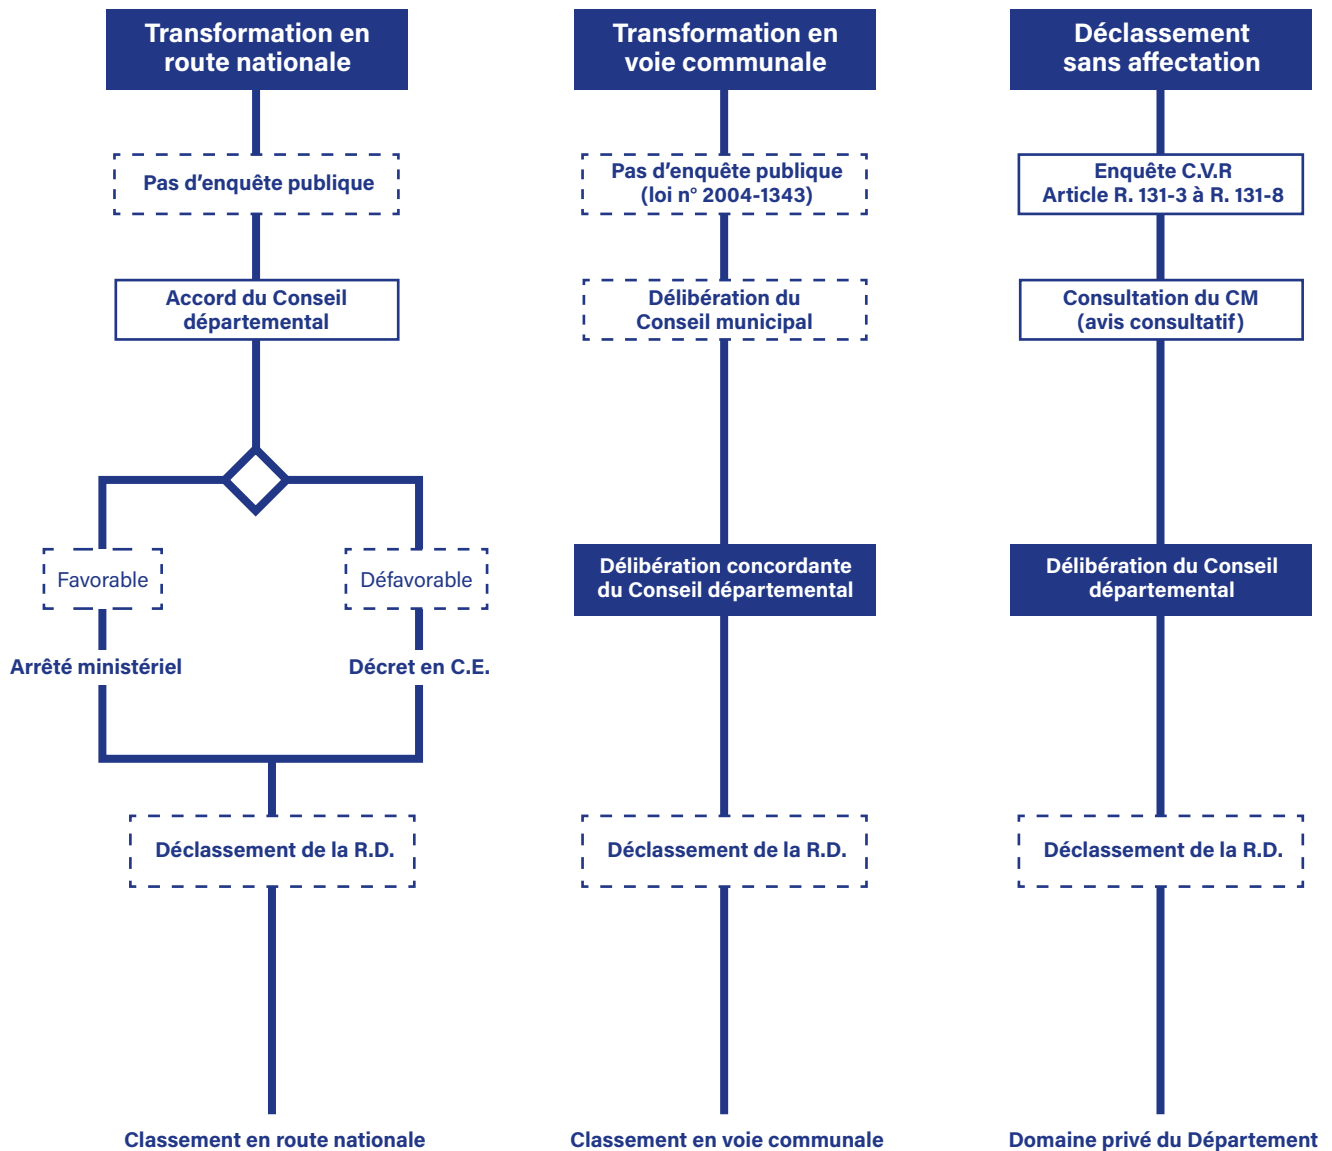 Transformation en
route nationale
Pas d'enquête publique
Accord du Conseil
départemental
Favorable
Défavorable
Arrêté ministériel
Décret en C.E.
Déclassement de la R.D.
Classement en route nationale
Transformation en
voie communale
Pas d'enquête publique
(loi n° 2004-1343)
Délibération du
Conseil municipal
Délibération concordante
du Conseil départemental
Déclassement de la R.D.
Classement en voie communale
Déclassement
sans affectation
Enquête C.V.R
Article R. 131-3 à R. 131-8
Consultation du CM
(avis consultatif)
Délibération du Conseil
départemental
Déclassement de la R.D.
Domaine privé du Département